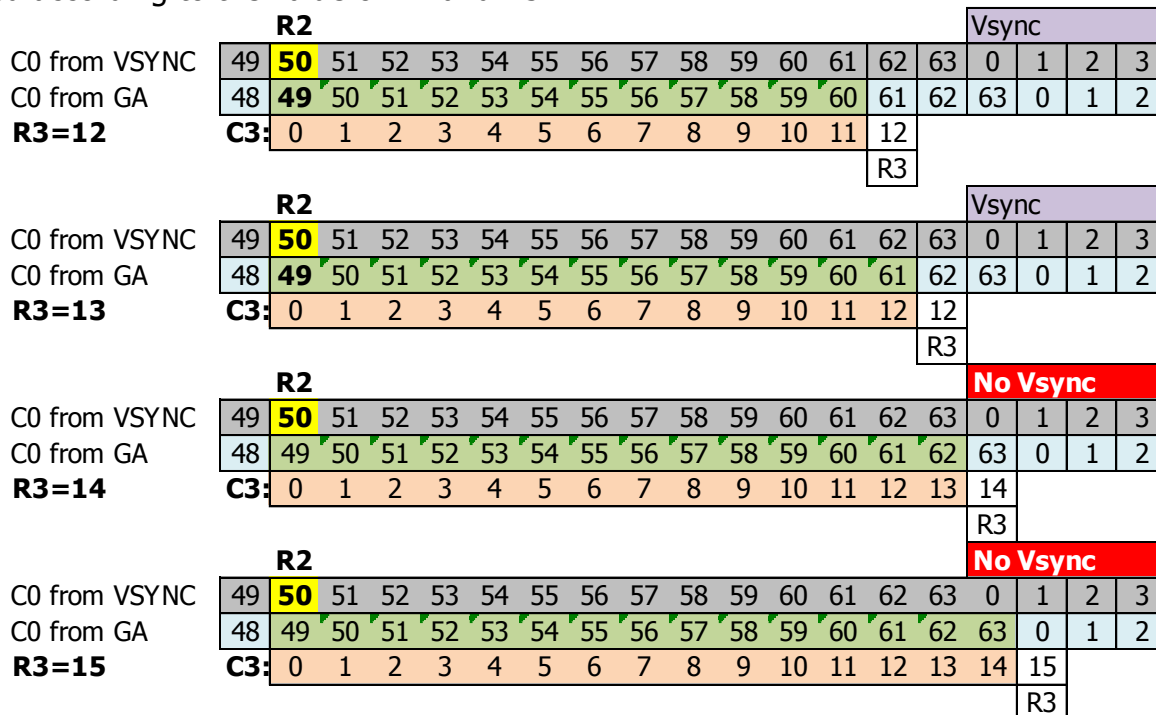 R2 Vsync
C0 from VSYNC 49 50 51 52 53 54 55 56 57 58 59 60 61 62 63 0 1 2 3
C0 from GA 48 49 50 51 52 53 54 55 56 57 58 59 60 61 62 63 0 1 2
R3=12 C3: 0 1 2 3 4 5 6 7 8 9 10 11 12
R3
R2 Vsync
C0 from VSYNC 49 50 51 52 53 54 55 56 57 58 59 60 61 62 63 0 1 2 3
C0 from GA 48 49 50 51 52 53 54 55 56 57 58 59 60 61 62 63 0 1 2
R3=13 C3: 0 1 2 3 4 5 6 7 8 9 10 11 12 12
R3
R2 No Vsync
C0 from VSYNC 49 50 51 52 53 54 55 56 57 58 59 60 61 62 63 0 1 2 3
C0 from GA 48 49 50 51 52 53 54 55 56 57 58 59 60 61 62 63 0 1 2
R3=14 C3: 0 1 2 3 4 5 6 7 8 9 10 11 12 13 14
R3
R2 No Vsync
C0 from VSYNC 49 50 51 52 53 54 55 56 57 58 59 60 61 62 63 0 1 2 3
C0 from GA 48 49 50 51 52 53 54 55 56 57 58 59 60 61 62 63 0 1 2
R3=15 C3: 0 1 2 3 4 5 6 7 8 9 10 11 12 13 14 15
R3